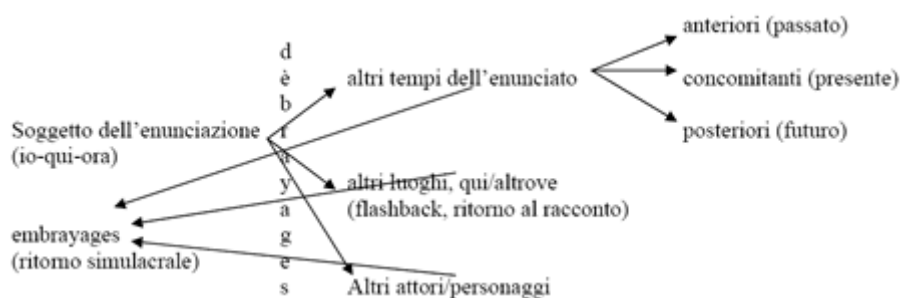 Soggetto dell'enunciazione
(io-qui-ora)
embrayages
(ritorno simulacrale)
d
è
b
r
a
y
a
g
e
s
altri tempi dell'enunciato
altri luoghi, qui/altrove
(flashback, ritorno al racconto)
Altri attori/personaggi
anteriori (passato)
concomitanti (presente)
posteriori (futuro)